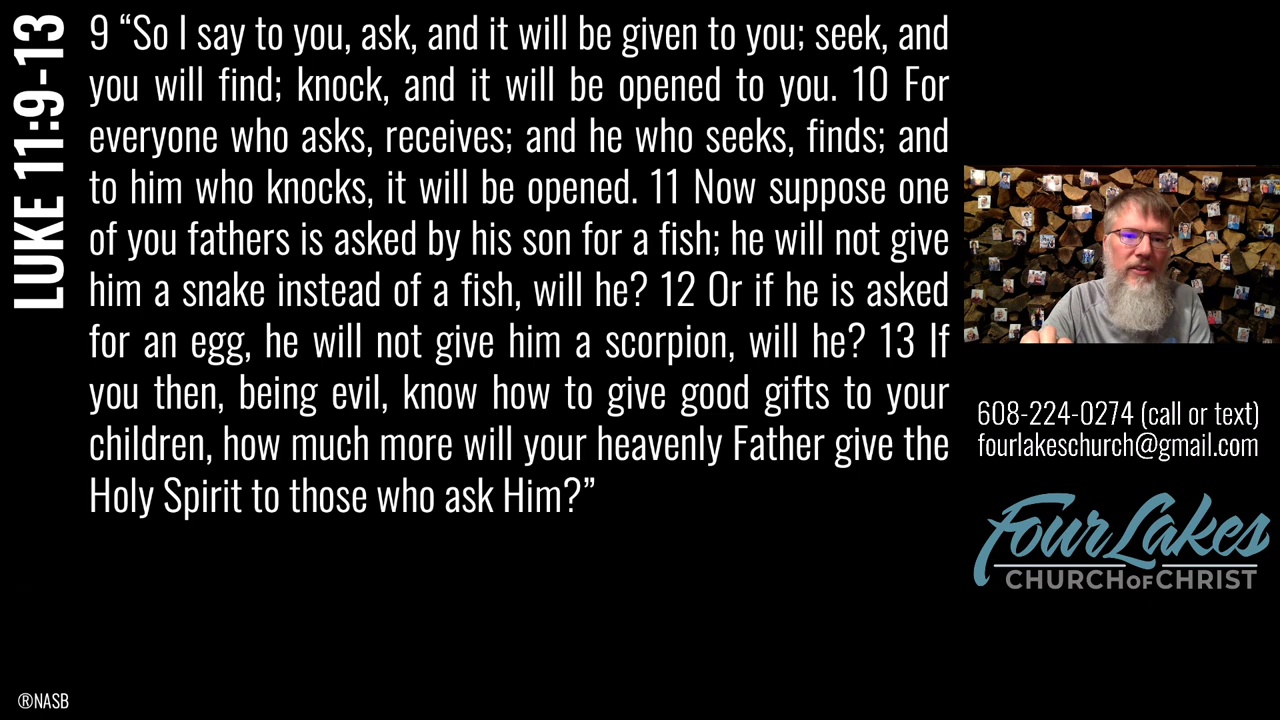 LUKE 11:9-13
9 “So I say to you, ask, and it will be given to you; seek, and
you will find; knock, and it will be opened to you. 10 For
everyone who asks, receives; and he who seeks, finds; and
to him who knocks, it will be opened. 11 Now suppose one
of you fathers is asked by his son for a fish; he will not give
him a snake instead of a fish, will he? 12 Or if he is asked
for an egg, he will not give him a scorpion, will he? 13 If
you then, being evil, know how to give good gifts to your
children, how much more will your heavenly Father give the
Holy Spirit to those who ask Him?”
608-224-0274 (call or text)
fourlakeschurch@gmail.com
Four Lakes
CHURCH OF CHRIST
®NASB